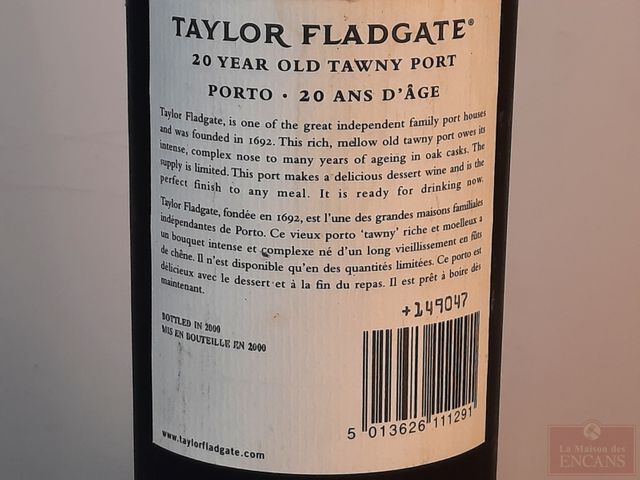 TAYLOR FLADGATE®
20 YEAR OLD TAWNY PORT
PORTO · 20 ANS D'ÂGE
Taylor Fladgate, is one of the great independent family port houses
and was founded in 1692. This rich, mellow old tawny port owes its
intense, complex nose to many years of ageing in oak casks. The
supply is limited. This port makes a delicious dessert wine and is the
perfect finish to any meal. It is ready for drinking now.
Taylor Fladgate, fondée en 1692, est l'une des grandes maisons familiales
indépendantes de Porto. Ce vieux porto 'tawny' riche et moelleux a
un bouquet intense et complexe né d'un long vieillissement en fûts
de chêne. Il n'est disponible qu'en des quantités limitées. Ce porto est
délicieux avec le dessert et à la fin du repas. Il est prêt à boire dès
maintenant.
+149047
BOTTLED IN 2000
MIS EN BOUTEILLE EN 2000
5 013626 111291
www.taylorfladgate.com
La Maison des
ENCANS